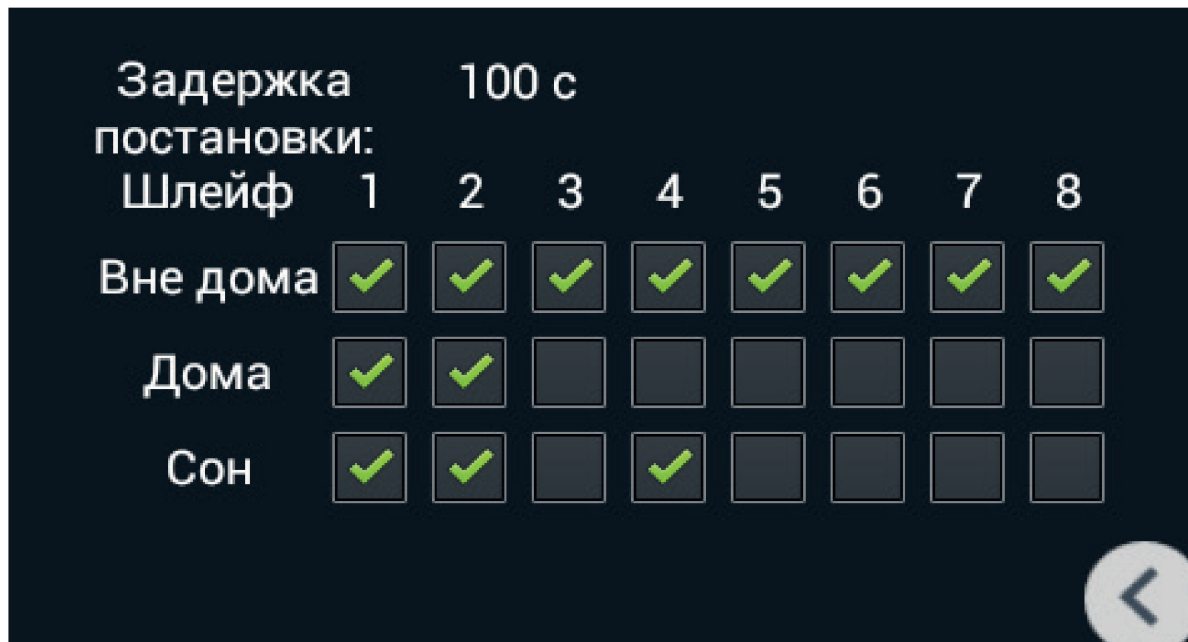 Задержка 100 с
постановки:
Шлейф 1 2 3 4 5 6 7 8
Вне дома
Дома
Сон